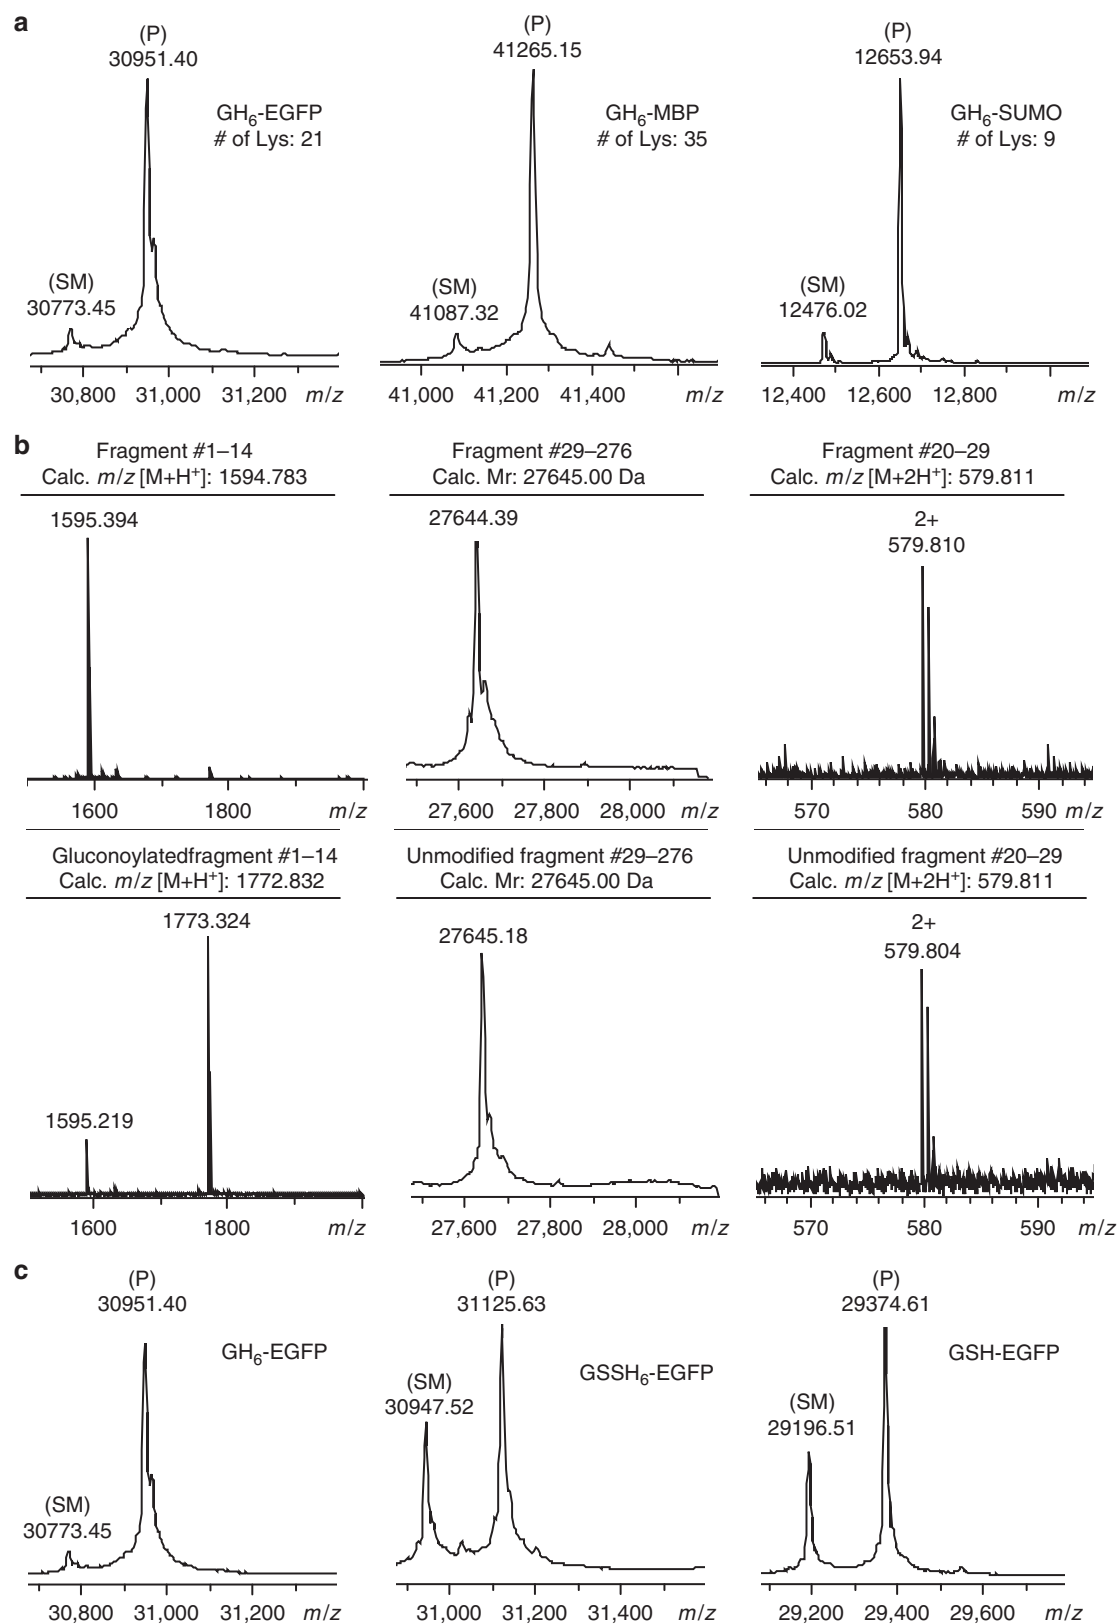 a
(P)
30951.40
GH6-EGFP
# of Lys: 21
(SM)
30773.45
30,800 31,000 31,200 m/z
(P)
41265.15
GH6-MBP
# of Lys: 35
(SM)
41087.32
41,000 41,200 41,400 m/z
(P)
12653.94
GH6-SUMO
# of Lys: 9
(SM)
12476.02
12,400 12,600 12,800 m/z
b
Fragment #1–14
Calc. m/z [M+H+]: 1594.783
1595.394
1600 1800 m/z
Fragment #29–276
Calc. Mr: 27645.00 Da
27644.39
27,600 27,800 28,000 m/z
Fragment #20–29
Calc. m/z [M+2H+]: 579.811
2+
579.810
570 580 590 m/z
Gluconoylatedfragment #1–14
Calc. m/z [M+H+]: 1772.832
1773.324
1595.219
1600 1800 m/z
Unmodified fragment #29–276
Calc. Mr: 27645.00 Da
27645.18
27,600 27,800 28,000 m/z
Unmodified fragment #20–29
Calc. m/z [M+2H+]: 579.811
2+
579.804
570 580 590 m/z
c
(P)
30951.40
GH6-EGFP
(SM)
30773.45
30,800 31,000 31,200 m/z
(P)
31125.63
GSSH6-EGFP
(SM)
30947.52
31,000 31,200 31,400 m/z
(P)
29374.61
GSH-EGFP
(SM)
29196.51
29,200 29,400 29,600 m/z